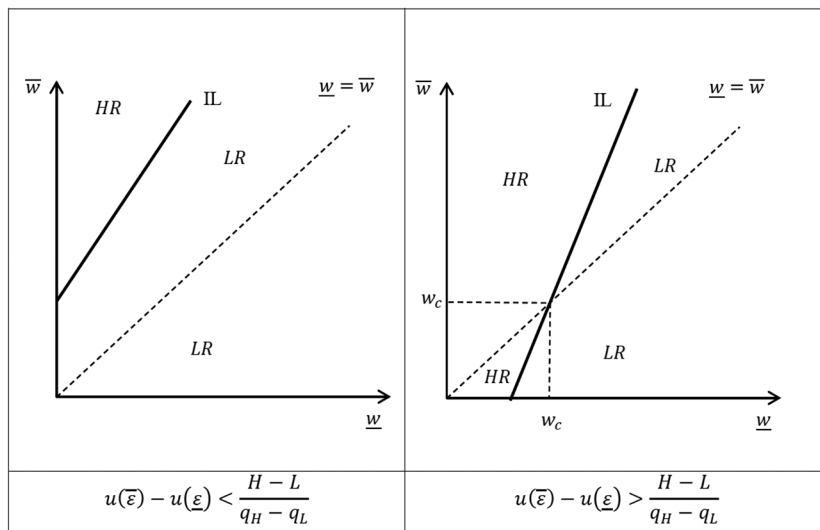 w̅
HR
IL
w̲ = w̅
LR
LR
w̲
u(ε̅) − u(ε̲) < (H − L)/(q_H − q_L)
w̅
IL
w̲ = w̅
LR
HR
w_c
LR
HR
w_c
w̲
u(ε̅) − u(ε̲) > (H − L)/(q_H − q_L)